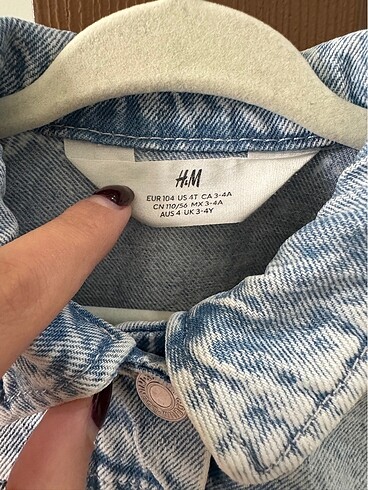 H&M
EUR 104 US 4T CA 3-4A
CN 110/56 MX 3-4A
AUS 4 UK 3-4Y